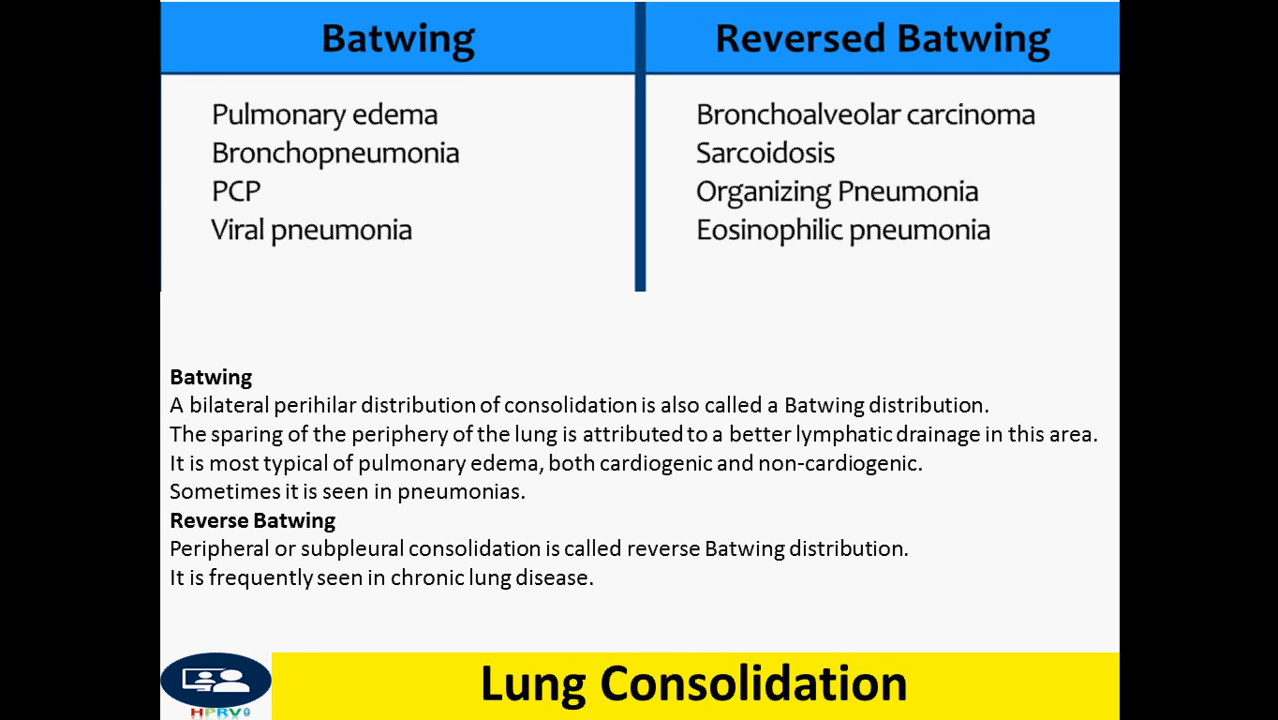 Batwing
Reversed Batwing
Pulmonary edema
Bronchopneumonia
PCP
Viral pneumonia
Bronchoalveolar carcinoma
Sarcoidosis
Organizing Pneumonia
Eosinophilic pneumonia
Batwing
A bilateral perihilar distribution of consolidation is also called a Batwing distribution.
The sparing of the periphery of the lung is attributed to a better lymphatic drainage in this area.
It is most typical of pulmonary edema, both cardiogenic and non-cardiogenic.
Sometimes it is seen in pneumonias.
Reverse Batwing
Peripheral or subpleural consolidation is called reverse Batwing distribution.
It is frequently seen in chronic lung disease.
HPRV
Lung Consolidation